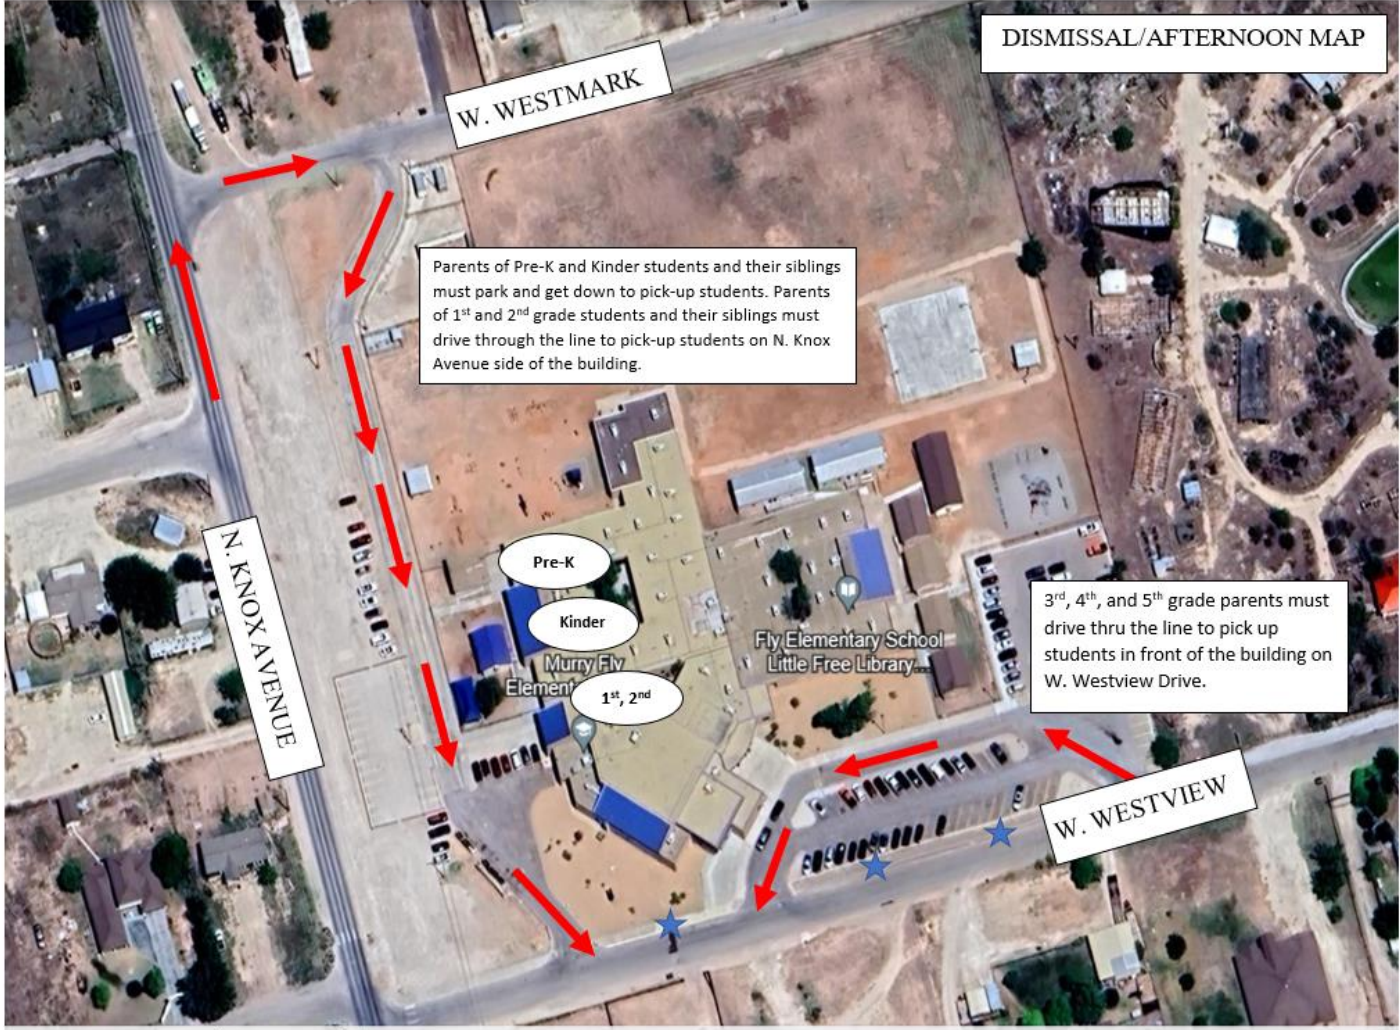 DISMISSAL/AFTERNOON MAP
W. WESTMARK
Parents of Pre-K and Kinder students and their siblings
must park and get down to pick-up students. Parents
of 1st and 2nd grade students and their siblings must
drive through the line to pick-up students on N. Knox
Avenue side of the building.
N. KNOX AVENUE
Pre-K
Kinder
Murry Fly
Element
1st, 2nd
Fly Elementary School
Little Free Library...
3rd, 4th, and 5th grade parents must
drive thru the line to pick up
students in front of the building on
W. Westview Drive.
W. WESTVIEW